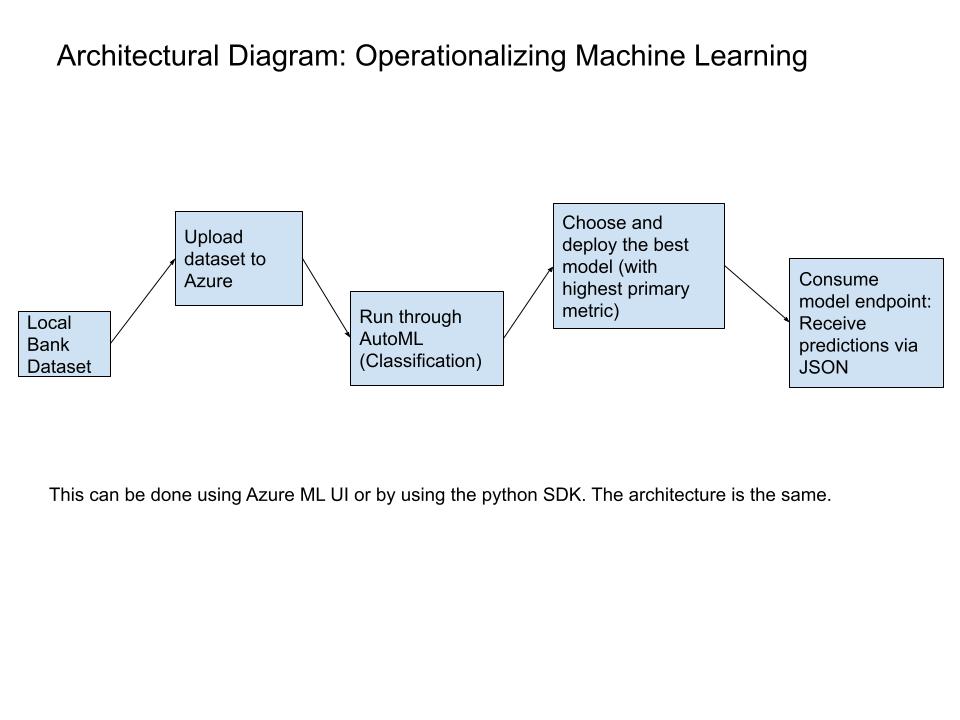 Architectural Diagram: Operationalizing Machine Learning
Local
Bank
Dataset
Upload
dataset to
Azure
Run through
AutoML
(Classification)
Choose and
deploy the best
model (with
highest primary
metric)
Consume
model endpoint:
Receive
predictions via
JSON
This can be done using Azure ML UI or by using the python SDK. The architecture is the same.